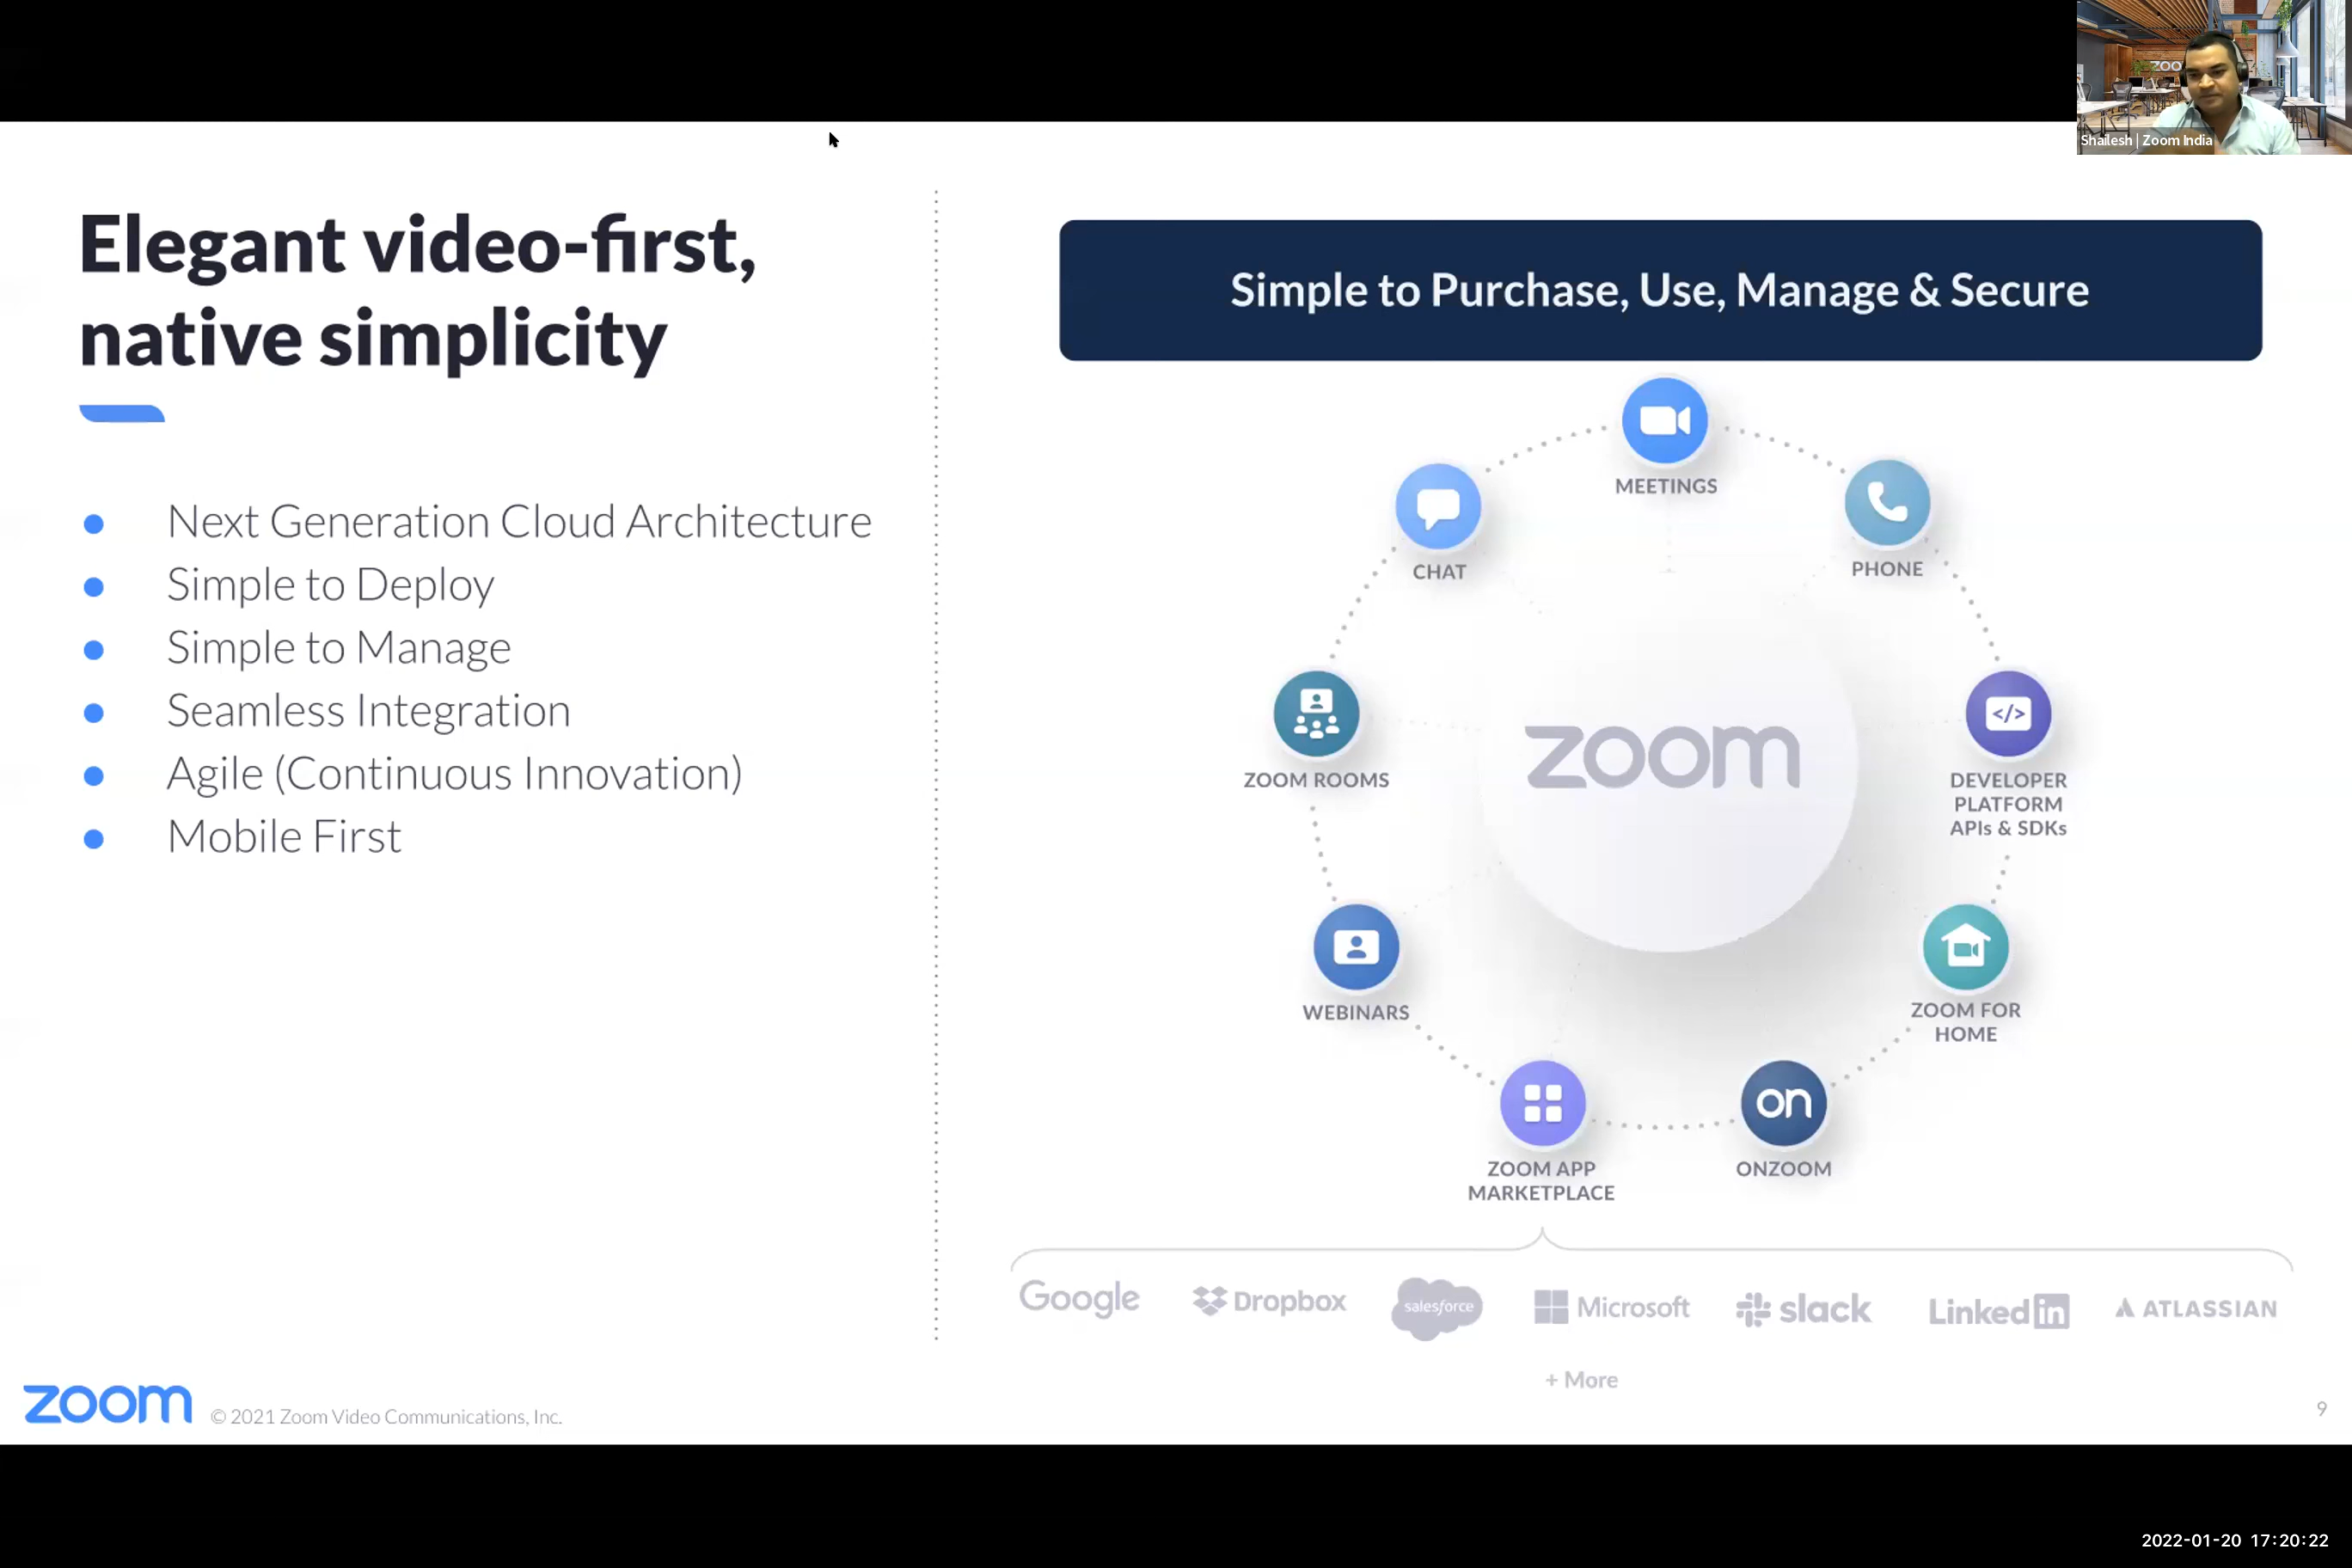 Shailesh | Zoom India
Elegant video-first,
native simplicity
Next Generation Cloud Architecture
Simple to Deploy
Simple to Manage
Seamless Integration
Agile (Continuous Innovation)
Mobile First
Simple to Purchase, Use, Manage & Secure
MEETINGS
CHAT
PHONE
ZOOM ROOMS
zoom
</>
DEVELOPER
PLATFORM
APIs & SDKs
WEBINARS
ZOOM FOR
HOME
on
ZOOM APP
MARKETPLACE
ONZOOM
Google
Dropbox
salesforce
Microsoft
slack
Linked in
ATLASSIAN
+ More
zoom
© 2021 Zoom Video Communications, Inc.
9
2022-01-20 17:20:22